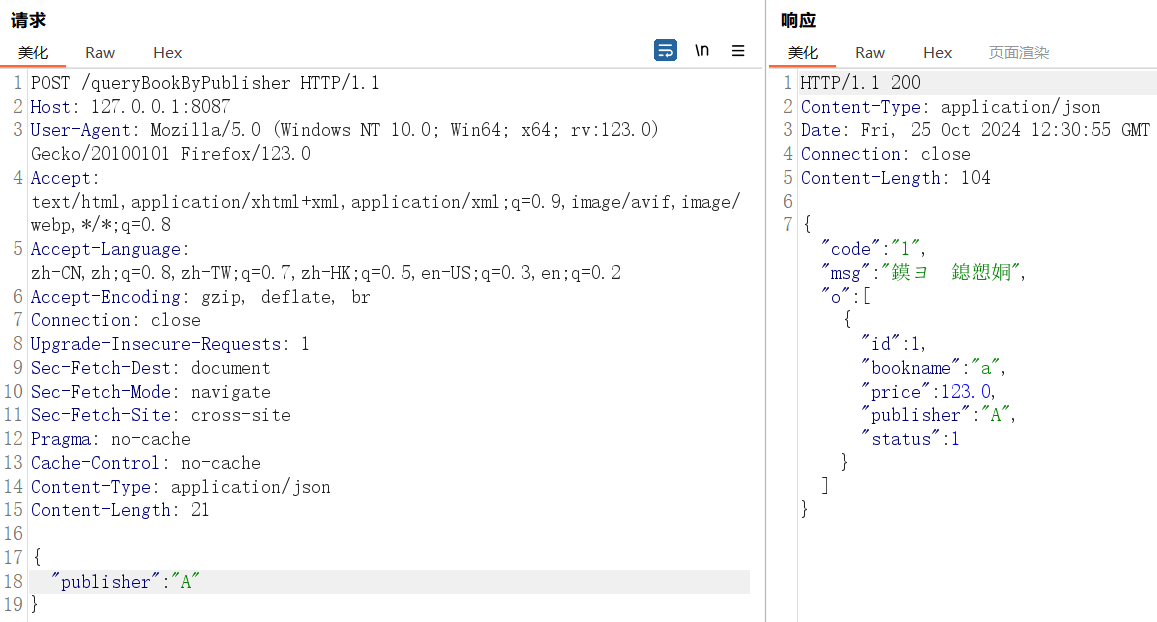 请求
美化 Raw Hex
\n
1 POST /queryBookByPublisher HTTP/1.1
2 Host: 127.0.0.1:8087
3 User-Agent: Mozilla/5.0 (Windows NT 10.0; Win64; x64; rv:123.0)
Gecko/20100101 Firefox/123.0
4 Accept:
text/html,application/xhtml+xml,application/xml;q=0.9,image/avif,image/
webp,*/*;q=0.8
5 Accept-Language:
zh-CN,zh;q=0.8,zh-TW;q=0.7,zh-HK;q=0.5,en-US;q=0.3,en;q=0.2
6 Accept-Encoding: gzip, deflate, br
7 Connection: close
8 Upgrade-Insecure-Requests: 1
9 Sec-Fetch-Dest: document
10 Sec-Fetch-Mode: navigate
11 Sec-Fetch-Site: cross-site
12 Pragma: no-cache
13 Cache-Control: no-cache
14 Content-Type: application/json
15 Content-Length: 21
16
17 {
18 "publisher":"A"
19 }
响应
美化 Raw Hex 页面渲染
1 HTTP/1.1 200
2 Content-Type: application/json
3 Date: Fri, 25 Oct 2024 12:30:55 GMT
4 Connection: close
5 Content-Length: 104
6
7 {
"code":"1",
"msg":"鏌ヨ 鎴愬姛",
"o":[
{
"id":1,
"bookname":"a",
"price":123.0,
"publisher":"A",
"status":1
}
]
}